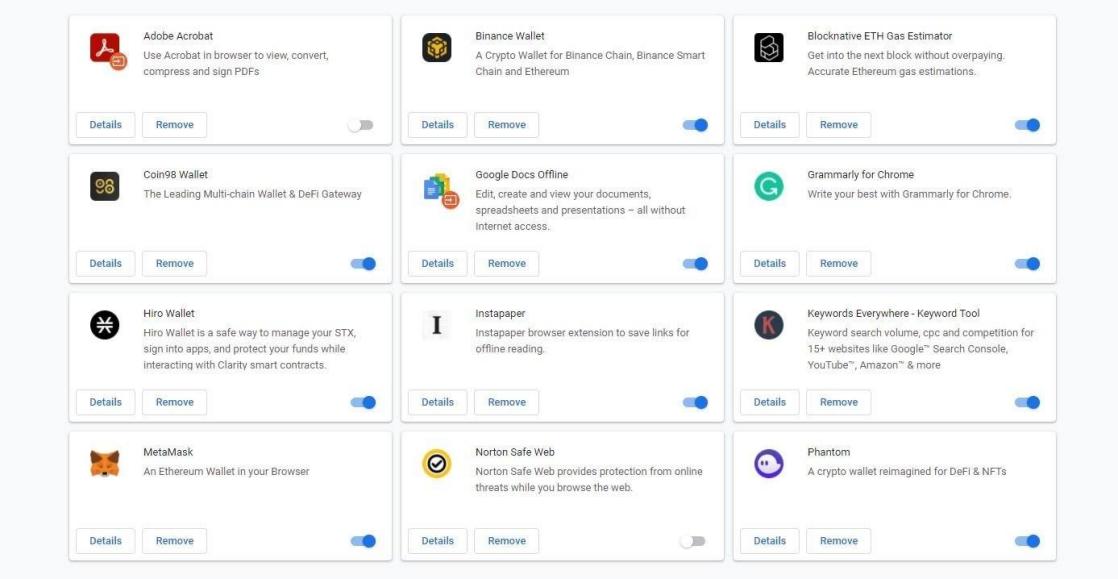 Adobe Acrobat
Use Acrobat in browser to view, convert,
compress and sign PDFs
Details
Remove
Binance Wallet
A Crypto Wallet for Binance Chain, Binance Smart
Chain and Ethereum
Details
Remove
Blocknative ETH Gas Estimator
Get into the next block without overpaying.
Accurate Ethereum gas estimations.
Details
Remove
98
Coin98 Wallet
The Leading Multi-chain Wallet & DeFi Gateway
Details
Remove
Google Docs Offline
Edit, create and view your documents,
spreadsheets and presentations – all without
Internet access.
Details
Remove
G
Grammarly for Chrome
Write your best with Grammarly for Chrome.
Details
Remove
Hiro Wallet
Hiro Wallet is a safe way to manage your STX,
sign into apps, and protect your funds while
interacting with Clarity smart contracts.
Details
Remove
I
Instapaper
Instapaper browser extension to save links for
offline reading.
Details
Remove
K
Keywords Everywhere - Keyword Tool
Keyword search volume, cpc and competition for
15+ websites like Google™ Search Console,
YouTube™, Amazon™ & more
Details
Remove
MetaMask
An Ethereum Wallet in your Browser
Details
Remove
Norton Safe Web
Norton Safe Web provides protection from online
threats while you browse the web.
Details
Remove
Phantom
A crypto wallet reimagined for DeFi & NFTs
Details
Remove